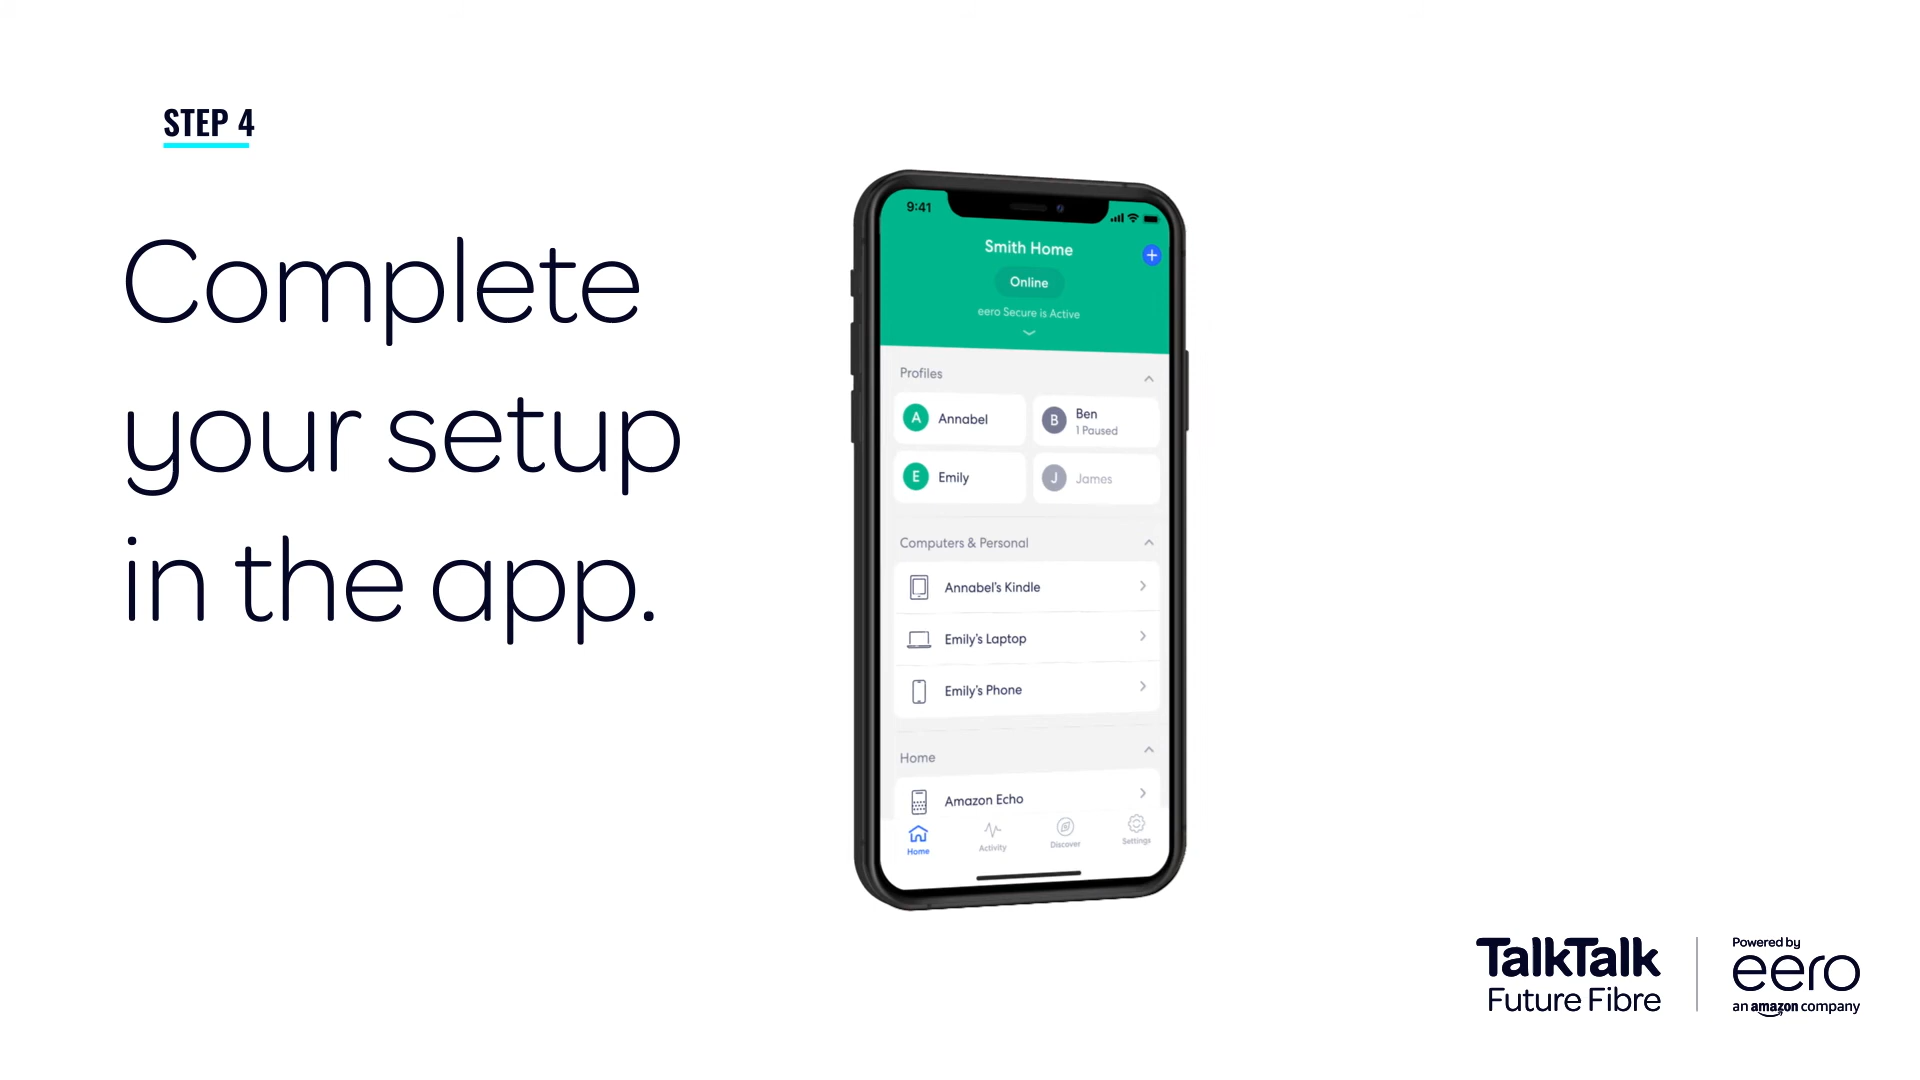 STEP 4
Complete
your setup
in the app.
9:41
Smith Home
Online
eero Secure is Active
Profiles
A Annabel
B Ben
1 Paused
E Emily
J James
Computers & Personal
Annabel's Kindle
Emily's Laptop
Emily's Phone
Home
Amazon Echo
Home Activity Discover Settings
TalkTalk
Future Fibre
Powered by
eero
an amazon company